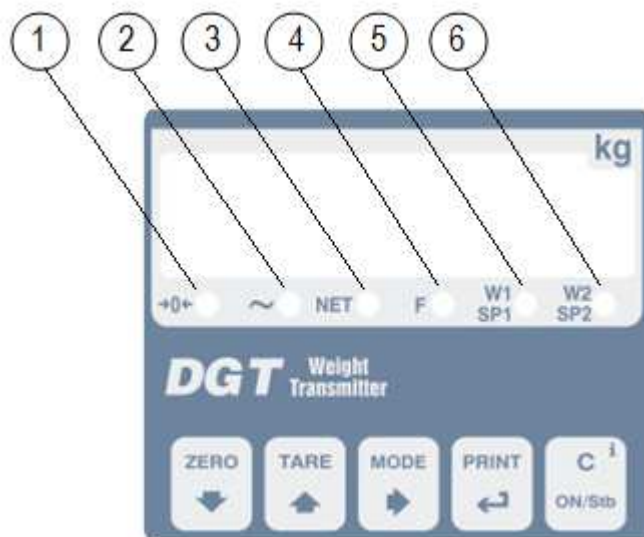 1 2 3 4 5 6
kg
→0← ~ NET F W1 SP1 W2 SP2
DGT Weight Transmitter
ZERO TARE MODE PRINT C i
ON/Stb